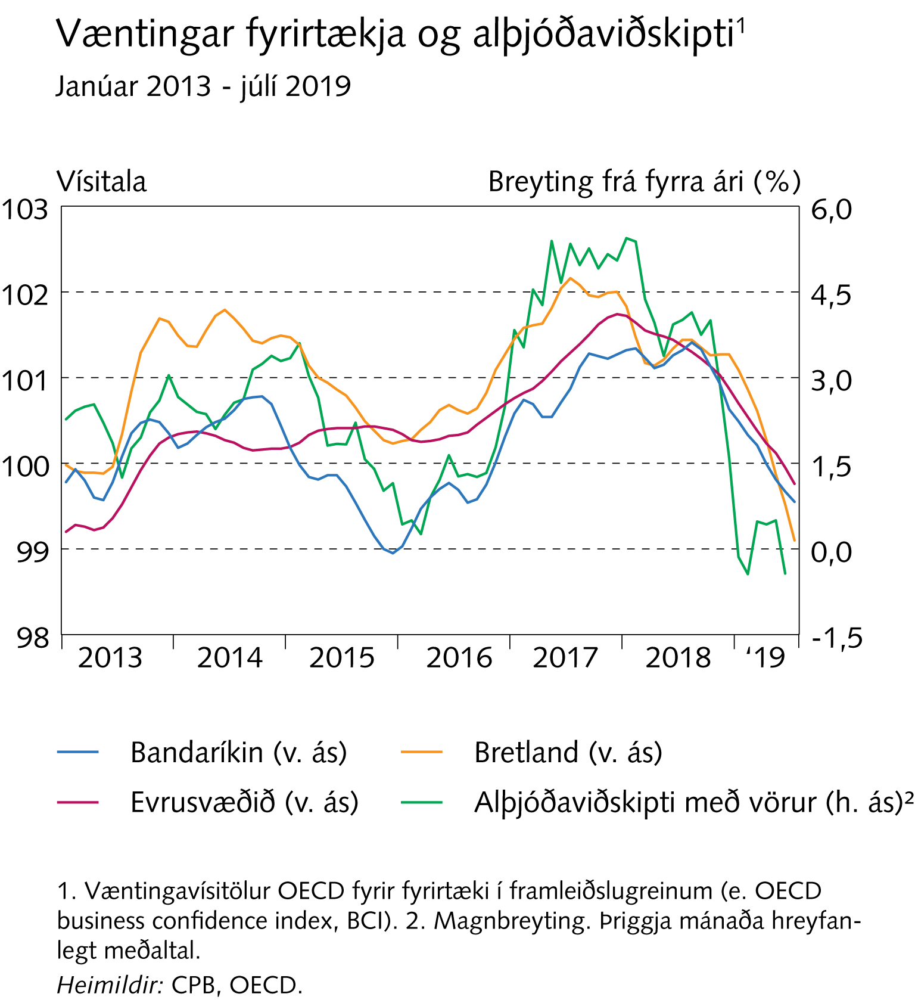 Væntingar fyrirtækja og alþjóðaviðskipti¹
Janúar 2013 - júlí 2019
Vísitala
Breyting frá fyrra ári (%)
103
6,0
102
4,5
101
3,0
100
1,5
99
0,0
98
-1,5
2013
2014
2015
2016
2017
2018
‘19
Bandaríkin (v. ás)
Bretland (v. ás)
Evrusvæðið (v. ás)
Alþjóðaviðskipti með vörur (h. ás)²
1. Væntingavísitölur OECD fyrir fyrirtæki í framleiðslugreinum (e. OECD
business confidence index, BCI). 2. Magnbreyting. Þriggja mánaða hreyfan-
legt meðaltal.
Heimildir: CPB, OECD.